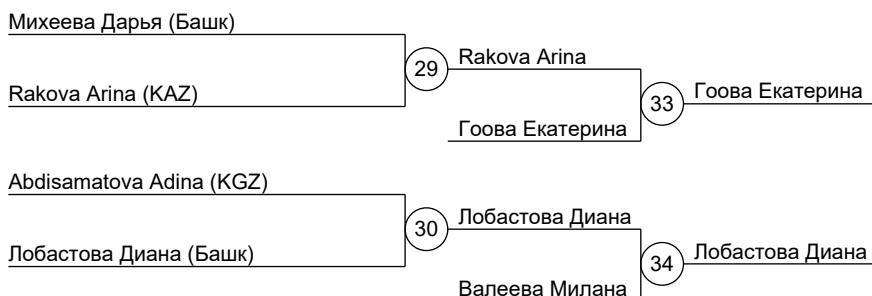 Михеева Дарья (Башк)
29
Rakova Arina
Rakova Arina (KAZ)
33
Гоова Екатерина
Гоова Екатерина
Abdisamatova Adina (KGZ)
30
Лобастова Диана
Лобастова Диана (Башк)
34
Лобастова Диана
Валеева Милана